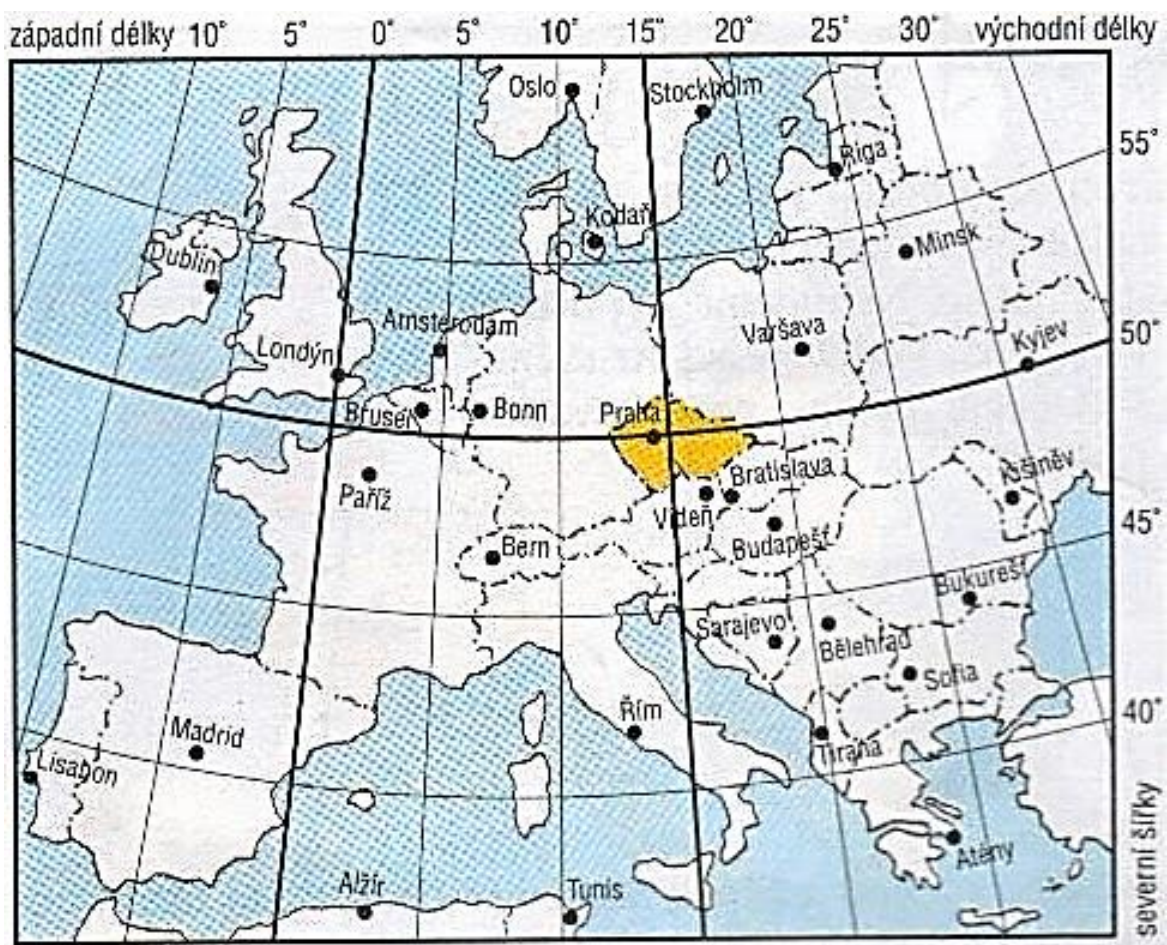 západní délky 10° 5° 0° 5° 10° 15° 20° 25° 30° východní délky
Oslo
Stockholm
55°
Riga
Kodaň
Minsk
Dublin
Amsterodam
Varšava
Kyjev
50°
Londýn
Brusel
Bonn
Praha
Bratislava
Kišiněv
Paříž
Vídeň
45°
Bern
Budapešť
Bukurešť
Sarajevo
Bělehrad
Sofia
Řím
40°
Madrid
Tirana
Lisabon
Atény
Alžír
Tunis
severní šířky